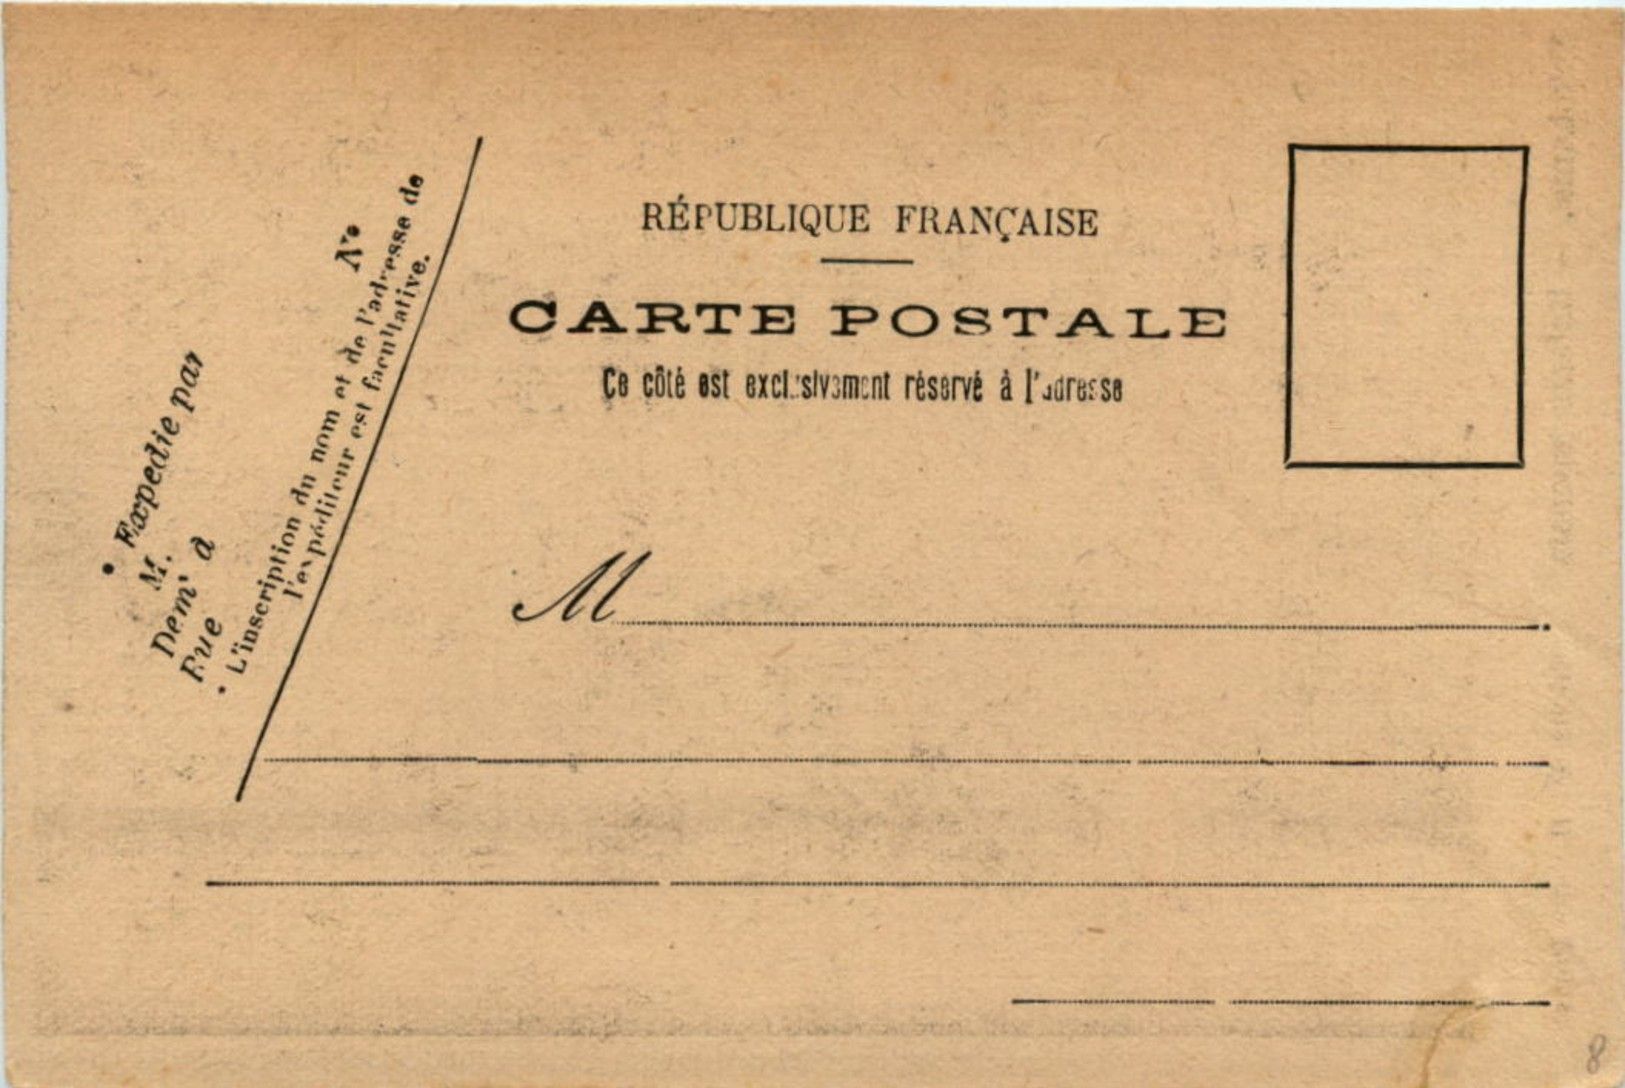 RÉPUBLIQUE FRANÇAISE
CARTE POSTALE
Ce côté est exclusivement réservé à l'adresse
M
• Expedie par
M.
Dem^t à
Rue
N^o
• L'inscription du nom et de l'adresse de
l'expéditeur est facultative.
8